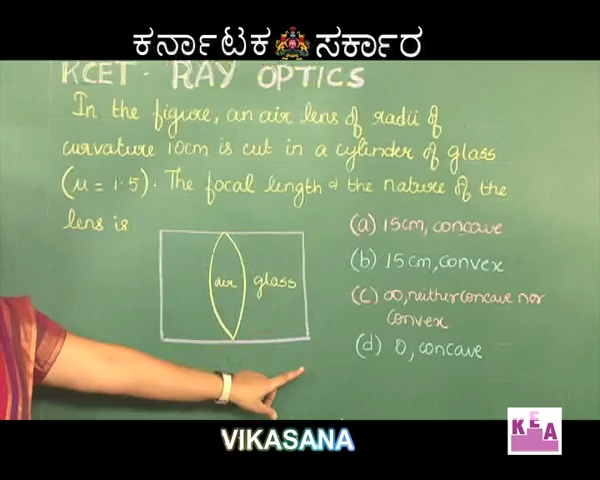 ಕರ್ನಾಟಕ ಸರ್ಕಾರ
KCET - RAY OPTICS
In the figure, an air lens of radii of
curvature 10cm is cut in a cylinder of glass
(μ = 1.5). The focal length & the nature of the
lens is
(a) 15cm, concave
(b) 15cm, convex
(c) ∞, neither concave nor
convex
(d) 0, concave
air
glass
VIKASANA
KEA